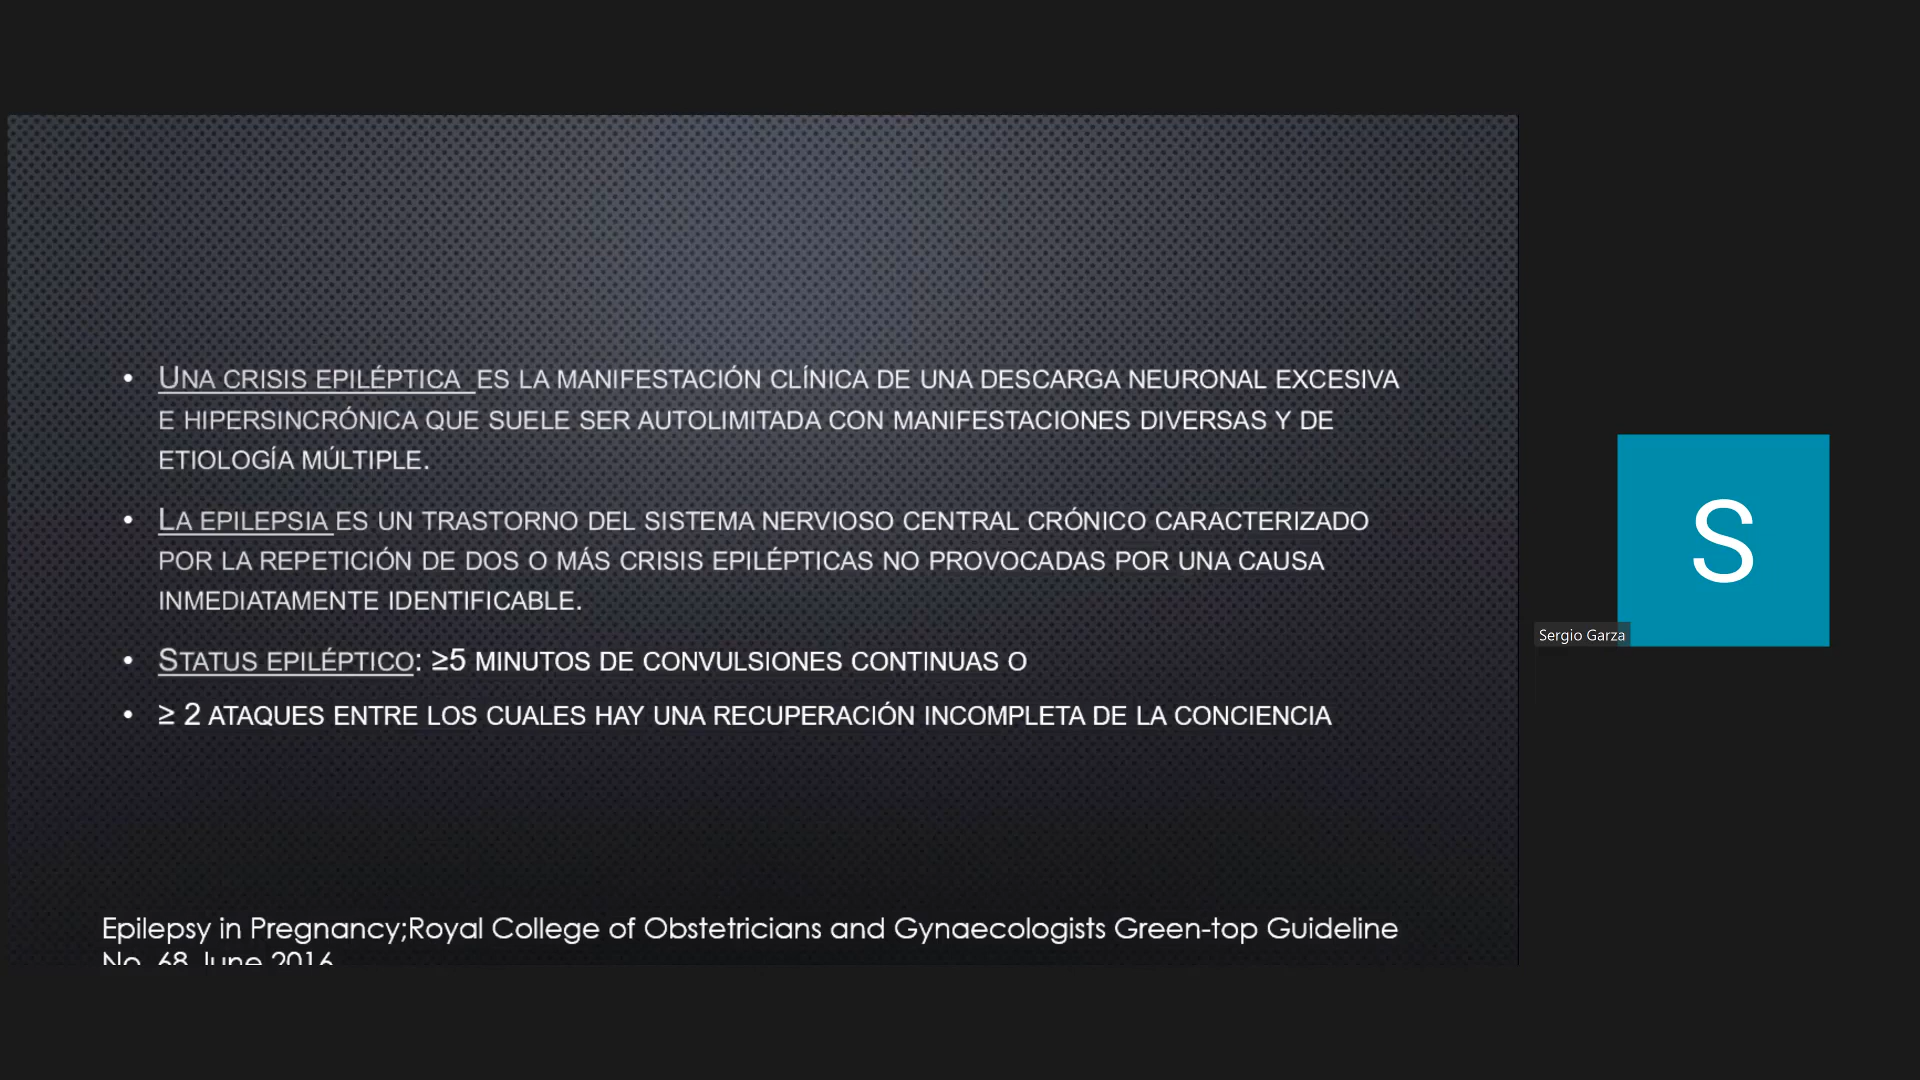 • UNA CRISIS EPILÉPTICA ES LA MANIFESTACIÓN CLÍNICA DE UNA DESCARGA NEURONAL EXCESIVA
E HIPERSINCRÓNICA QUE SUELE SER AUTOLIMITADA CON MANIFESTACIONES DIVERSAS Y DE
ETIOLOGÍA MÚLTIPLE.
• LA EPILEPSIA ES UN TRASTORNO DEL SISTEMA NERVIOSO CENTRAL CRÓNICO CARACTERIZADO
POR LA REPETICIÓN DE DOS O MÁS CRISIS EPILÉPTICAS NO PROVOCADAS POR UNA CAUSA
INMEDIATAMENTE IDENTIFICABLE.
• STATUS EPILÉPTICO: ≥5 MINUTOS DE CONVULSIONES CONTINUAS O
• ≥ 2 ATAQUES ENTRE LOS CUALES HAY UNA RECUPERACIÓN INCOMPLETA DE LA CONCIENCIA
Epilepsy in Pregnancy;Royal College of Obstetricians and Gynaecologists Green-top Guideline
No. 68 June 2016
S
Sergio Garza